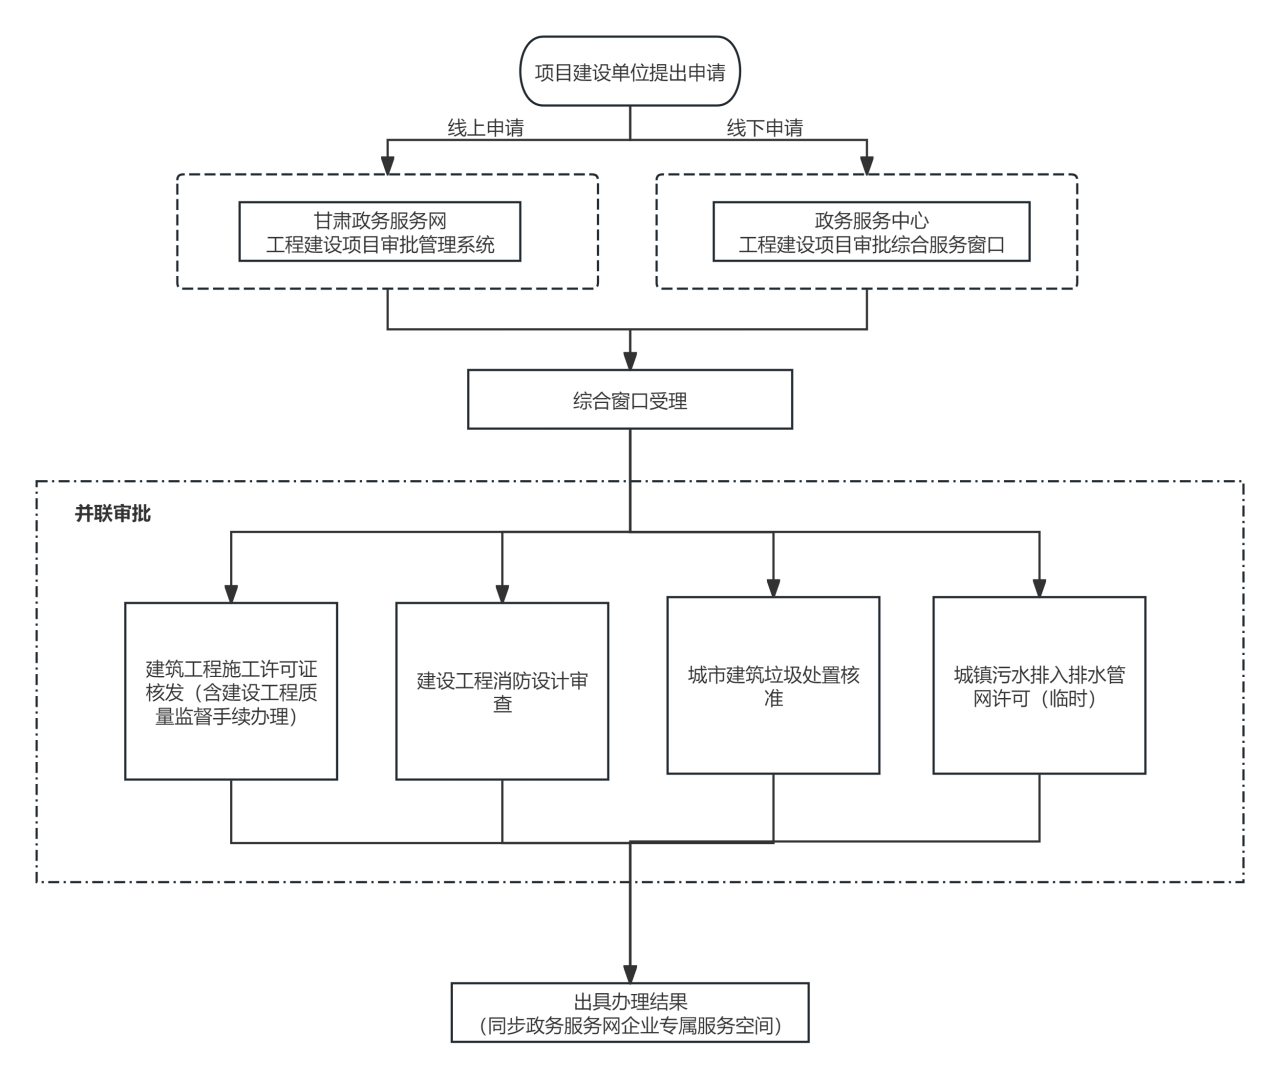 项目建设单位提出申请
线上申请
线下申请
甘肃政务服务网
工程建设项目审批管理系统
政务服务中心
工程建设项目审批综合服务窗口
综合窗口受理
并联审批
建筑工程施工许可证
核发（含建设工程质
量监督手续办理）
建设工程消防设计审
查
城市建筑垃圾处置核
准
城镇污水排入排水管
网许可（临时）
出具办理结果
（同步政务服务网企业专属服务空间）